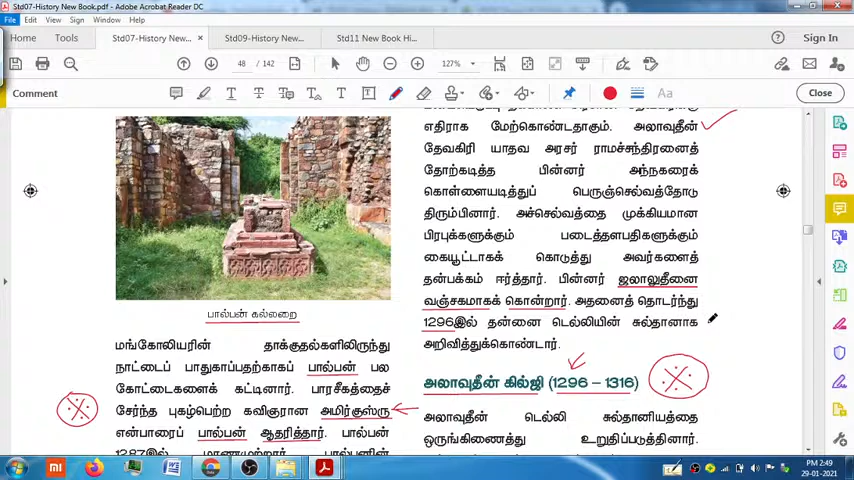 Std07-History New Book.pdf - Adobe Acrobat Reader DC
File Edit View Sign Window Help
Home Tools Std07-History New... × Std09-History New... Std11 New Book Hi... Sign In
48 / 142 127%
Comment Aa Close
எதிராக மேற்கொண்டதாகும். அலாவுதீன்
தேவகிரி யாதவ அரசர் ராமச்சந்திரனைத்
தோற்கடித்த பின்னர் அந்நகரைக்
கொள்ளையடித்துப் பெருஞ்செல்வத்தோடு
திரும்பினார். அச்செல்வத்தை முக்கியமான
பிரபுக்களுக்கும் படைத்தளபதிகளுக்கும்
கையூட்டாகக் கொடுத்து அவர்களைத்
தன்பக்கம் ஈர்த்தார். பின்னர் ஜலாலுதீனை
வஞ்சகமாகக் கொன்றார். அதனைத் தொடர்ந்து
1296இல் தன்னை டெல்லியின் சுல்தானாக
அறிவித்துக்கொண்டார்.
அலாவுதீன் கில்ஜி (1296 – 1316)
அலாவுதீன் டெல்லி சுல்தானியத்தை
ஒருங்கிணைத்து உறுதிப்படுத்தினார்.
பால்பன் கல்லறை
மங்கோலியரின் தாக்குதல்களிலிருந்து
நாட்டைப் பாதுகாப்பதற்காகப் பால்பன் பல
கோட்டைகளைக் கட்டினார். பாரசீகத்தைச்
சேர்ந்த புகழ்பெற்ற கவிஞரான அமிர்குஸ்ரு
என்பாரைப் பால்பன் ஆதரித்தார். பால்பன்
1287இல் மரணமுற்றார். பால்பனின்
PM 2:49
29-01-2021